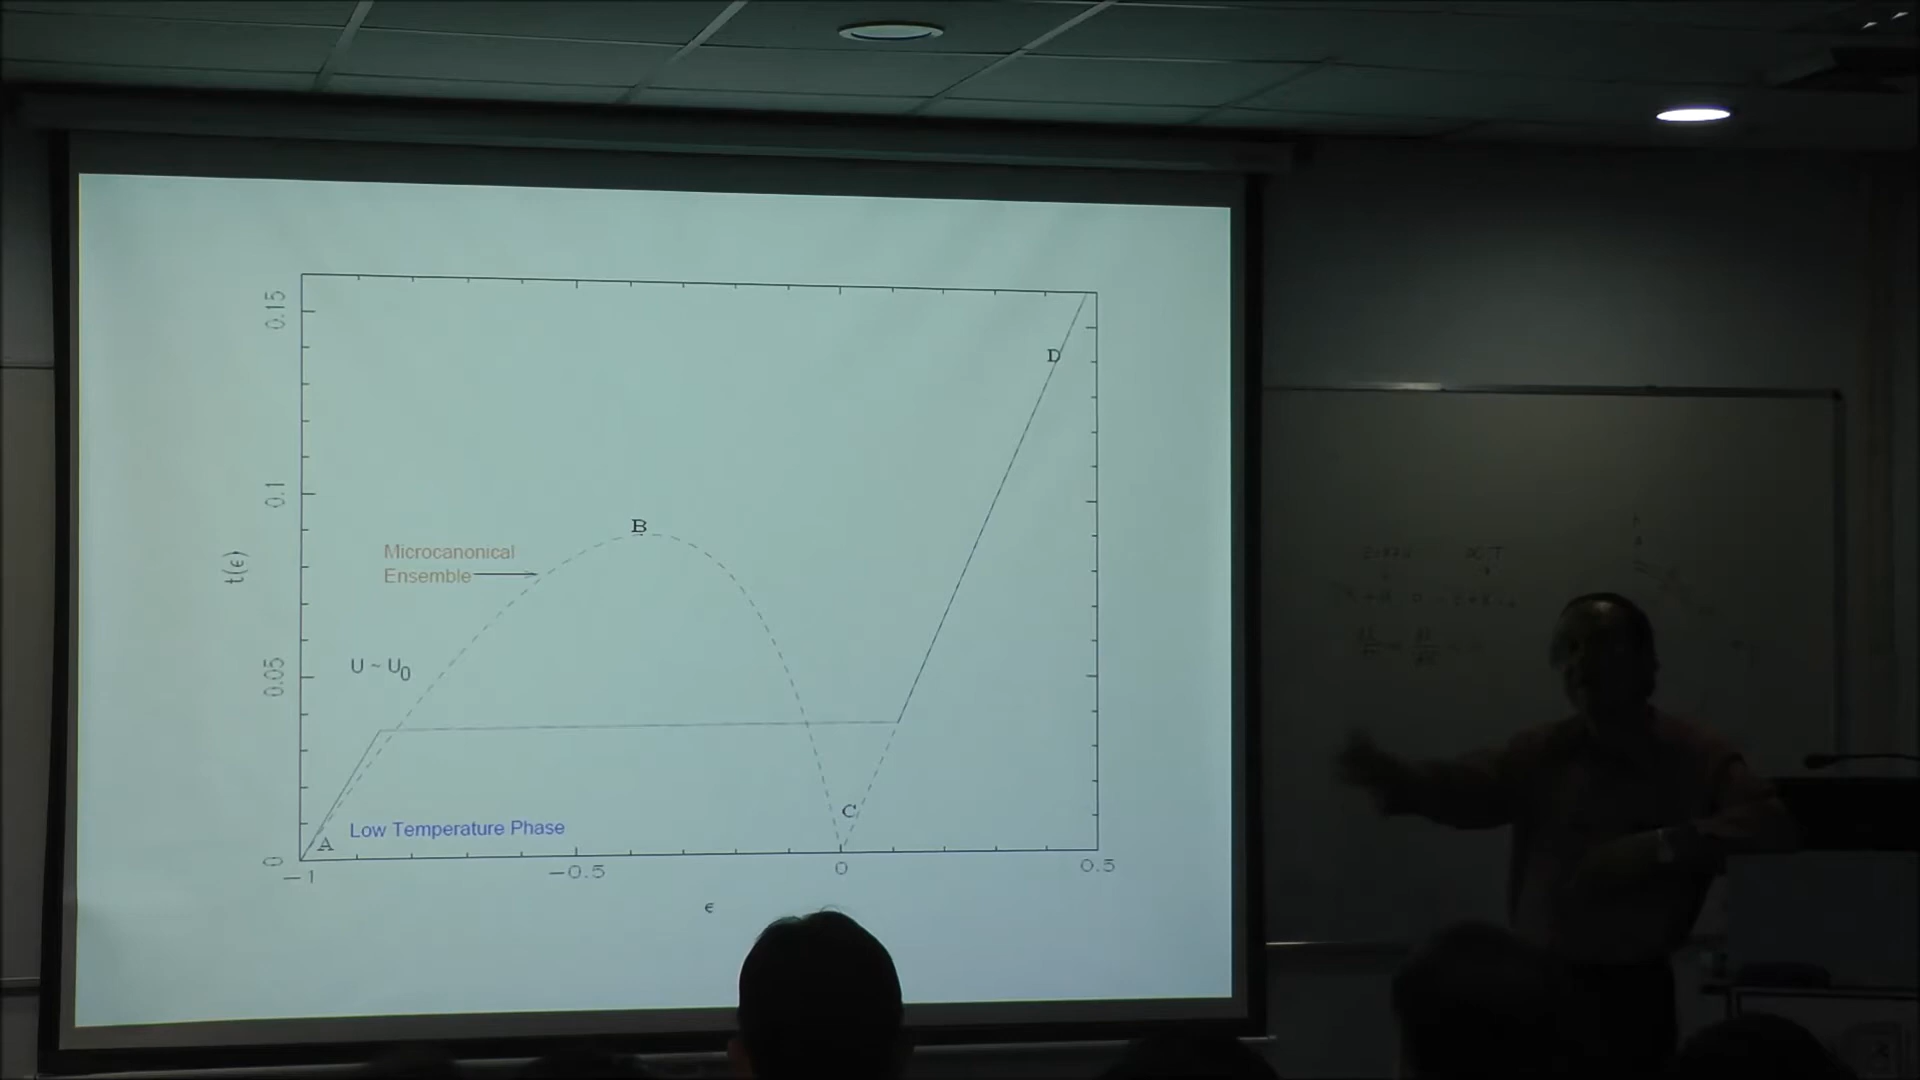 0.15
D
0.1
B
Microcanonical
Ensemble
t(ϵ)
U ~ U₀
0.05
C
Low Temperature Phase
A
0
−1
−0.5
0
0.5
ϵ